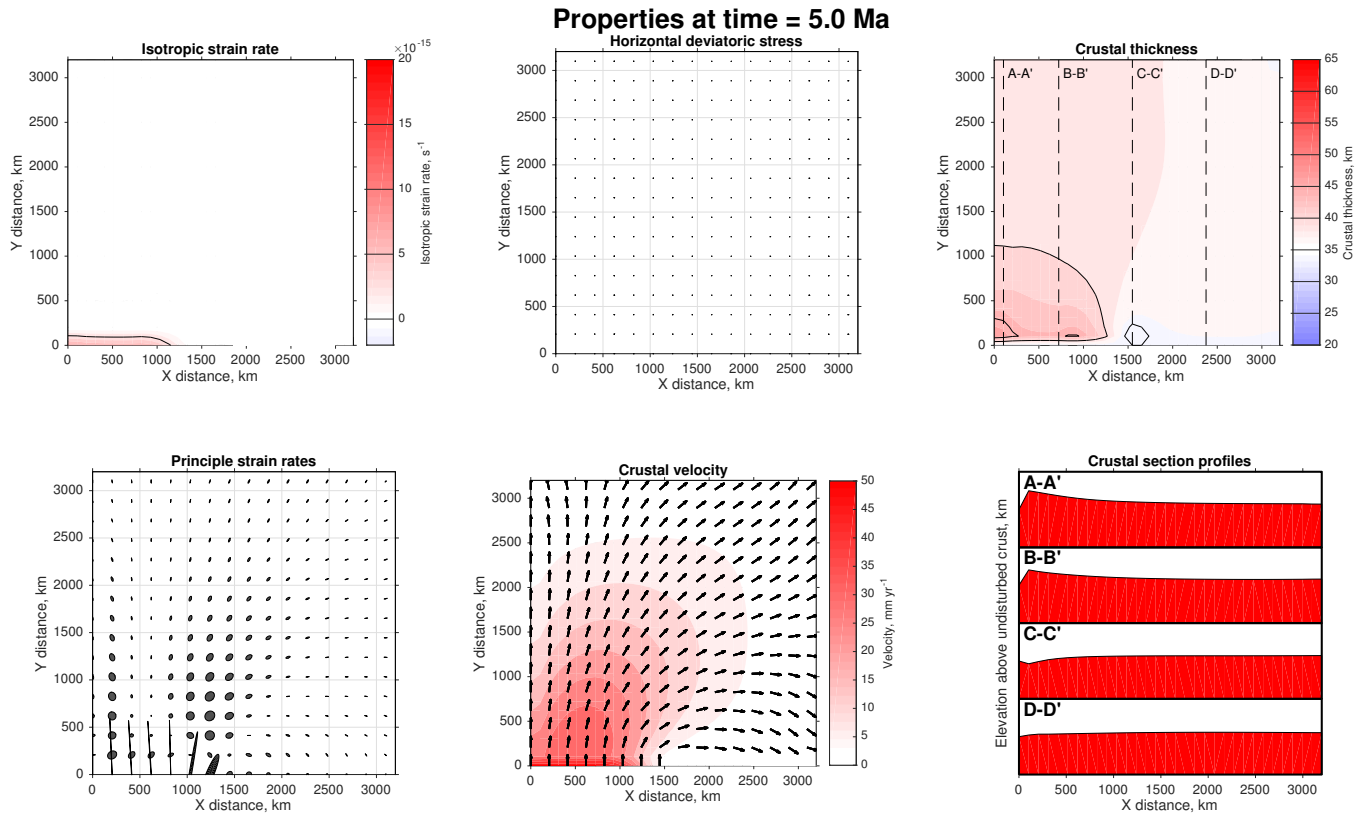 Properties at time = 5.0 Ma
Isotropic strain rate
×10⁻¹⁵
20
15
10
5
0
Isotropic strain rate, s⁻¹
3000
2500
2000
1500
1000
500
0
Y distance, km
0 500 1000 1500 2000 2500 3000
X distance, km
Horizontal deviatoric stress
3000
2500
2000
1500
1000
500
0
Y distance, km
0 500 1000 1500 2000 2500 3000
X distance, km
Crustal thickness
A-A' B-B' C-C' D-D'
3000
2500
2000
1500
1000
500
0
Y distance, km
0 500 1000 1500 2000 2500 3000
X distance, km
65
60
55
50
45
40
35
30
25
20
Crustal thickness, km
Principle strain rates
3000
2500
2000
1500
1000
500
0
Y distance, km
0 500 1000 1500 2000 2500 3000
X distance, km
Crustal velocity
3000
2500
2000
1500
1000
500
0
Y distance, km
0 500 1000 1500 2000 2500 3000
X distance, km
50
45
40
35
30
25
20
15
10
5
0
Velocity, mm yr⁻¹
Crustal section profiles
A-A'
B-B'
C-C'
D-D'
Elevation above undisturbed crust, km
0 500 1000 1500 2000 2500 3000
X distance, km